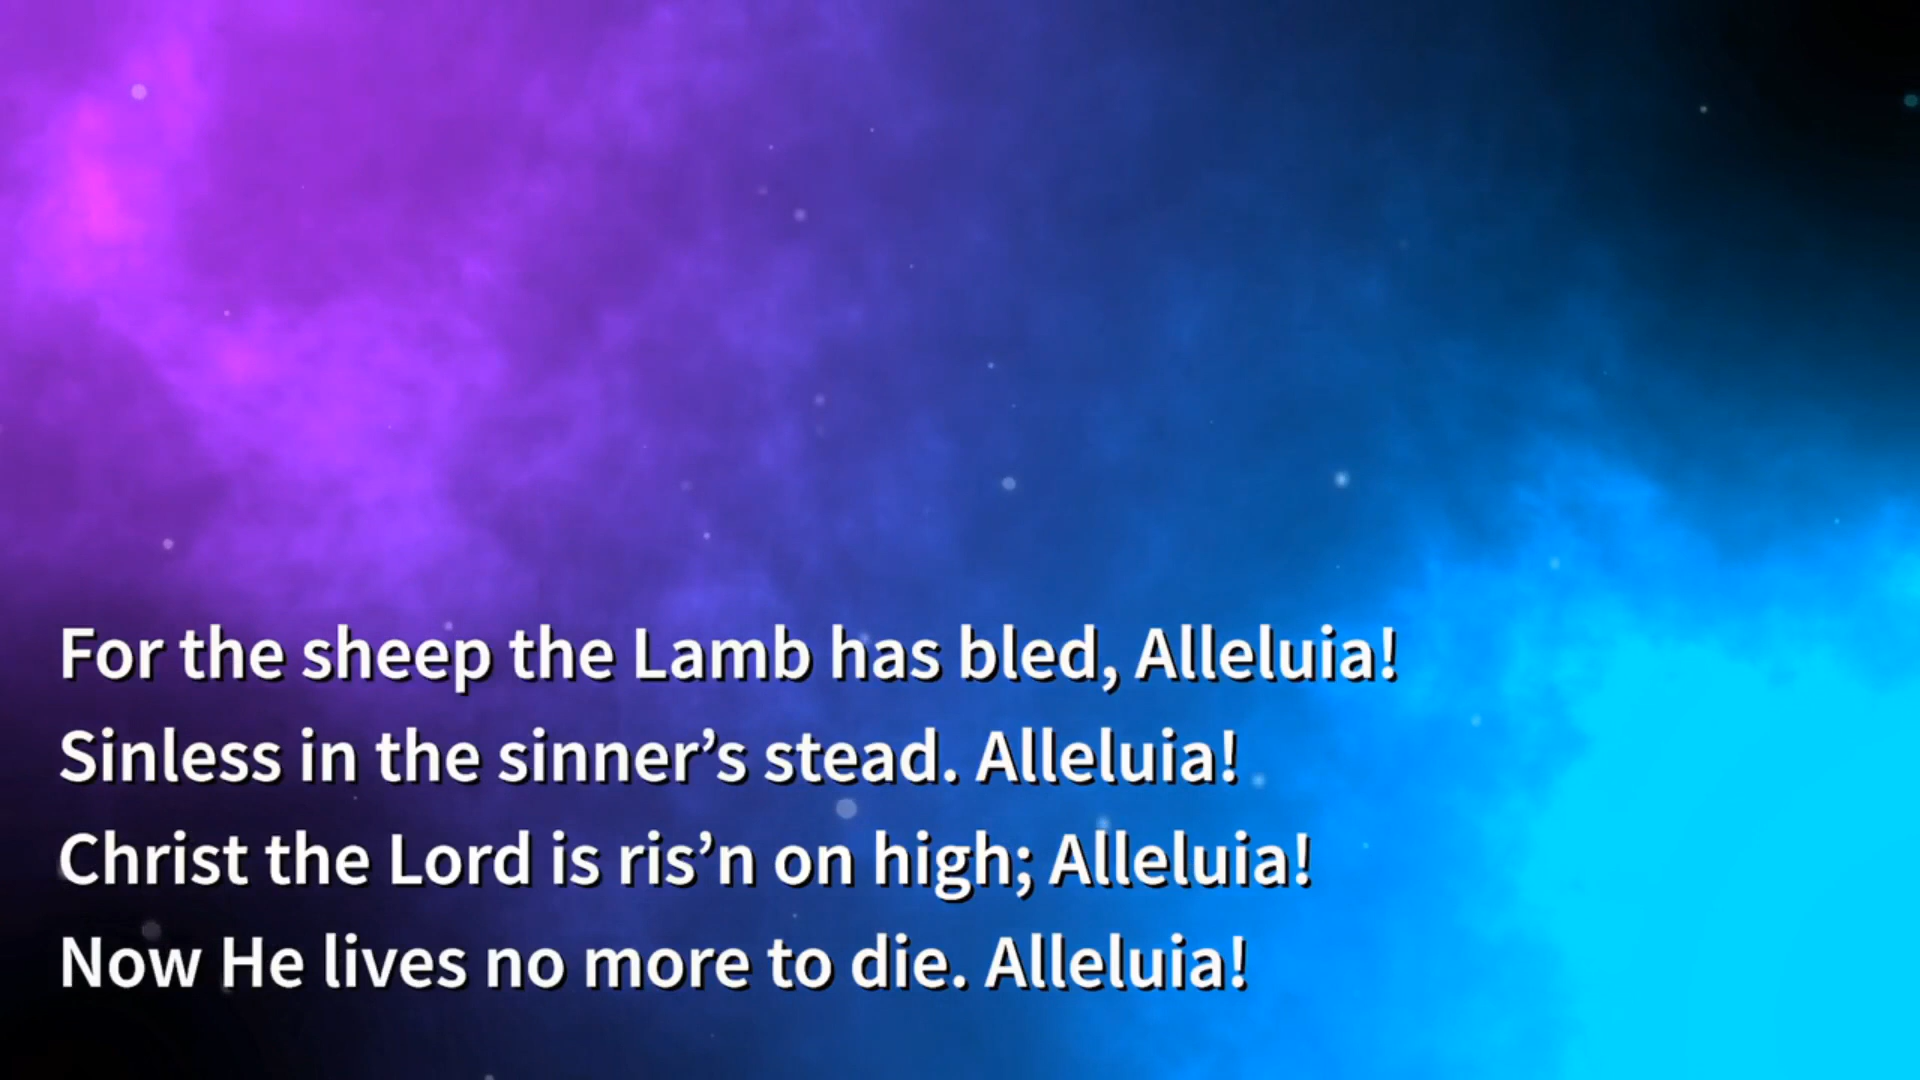 For the sheep the Lamb has bled, Alleluia!
Sinless in the sinner’s stead. Alleluia!
Christ the Lord is ris’n on high; Alleluia!
Now He lives no more to die. Alleluia!